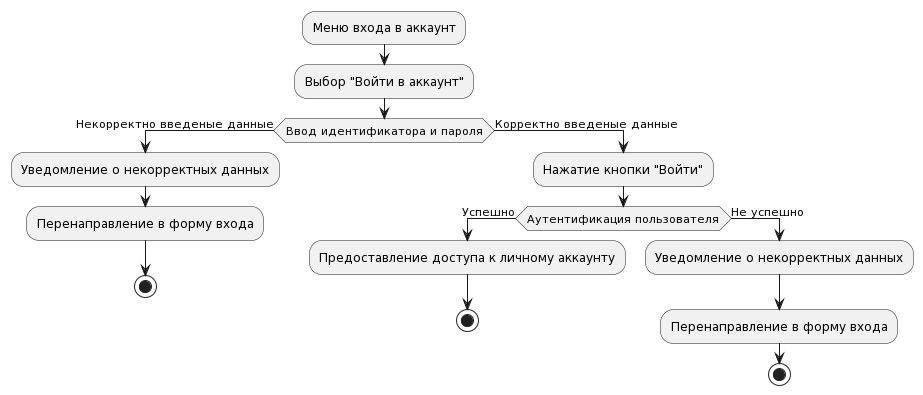 Меню входа в аккаунт
Выбор "Войти в аккаунт"
Некорректно введеные данные
Ввод идентификатора и пароля
Корректно введеные данные
Уведомление о некорректных данных
Перенаправление в форму входа
Нажатие кнопки "Войти"
Успешно
Аутентификация пользователя
Не успешно
Предоставление доступа к личному аккаунту
Уведомление о некорректных данных
Перенаправление в форму входа